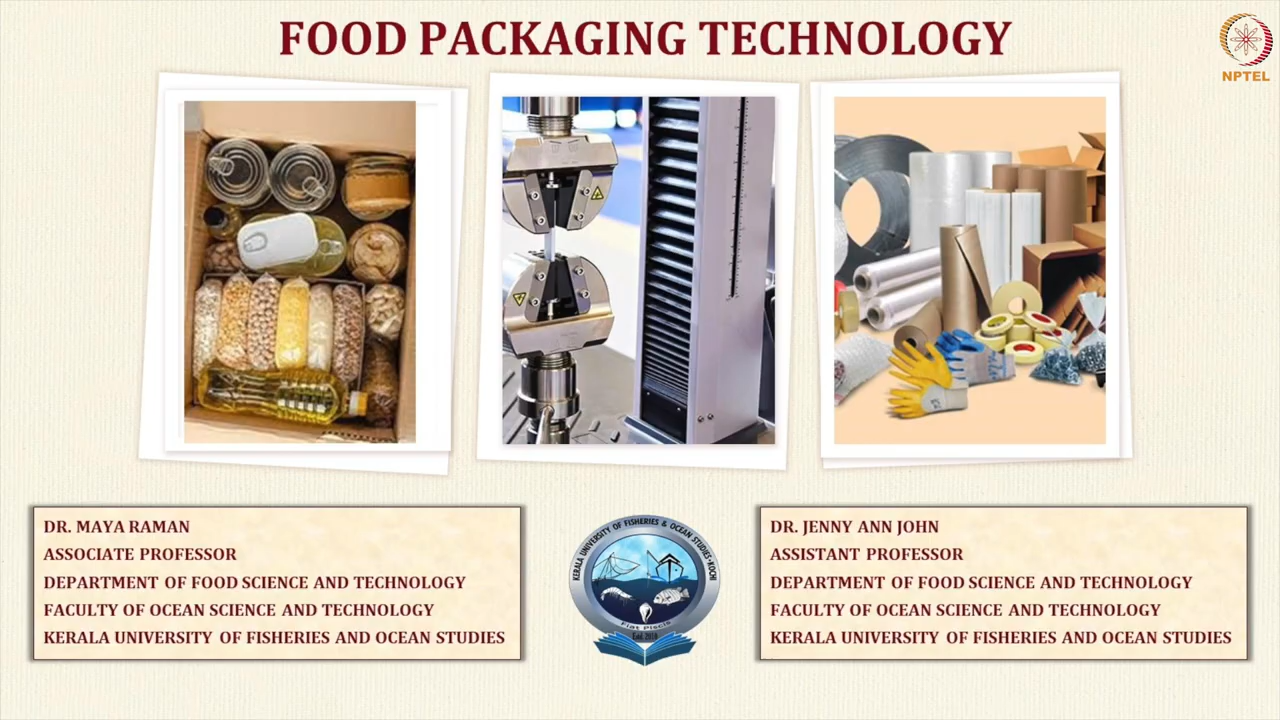 FOOD PACKAGING TECHNOLOGY
NPTEL
DR. MAYA RAMAN
ASSOCIATE PROFESSOR
DEPARTMENT OF FOOD SCIENCE AND TECHNOLOGY
FACULTY OF OCEAN SCIENCE AND TECHNOLOGY
KERALA UNIVERSITY OF FISHERIES AND OCEAN STUDIES
KERALA UNIVERSITY OF FISHERIES & OCEAN STUDIES-KOCHI
Fiat Piscis
Estd. 2010
DR. JENNY ANN JOHN
ASSISTANT PROFESSOR
DEPARTMENT OF FOOD SCIENCE AND TECHNOLOGY
FACULTY OF OCEAN SCIENCE AND TECHNOLOGY
KERALA UNIVERSITY OF FISHERIES AND OCEAN STUDIES